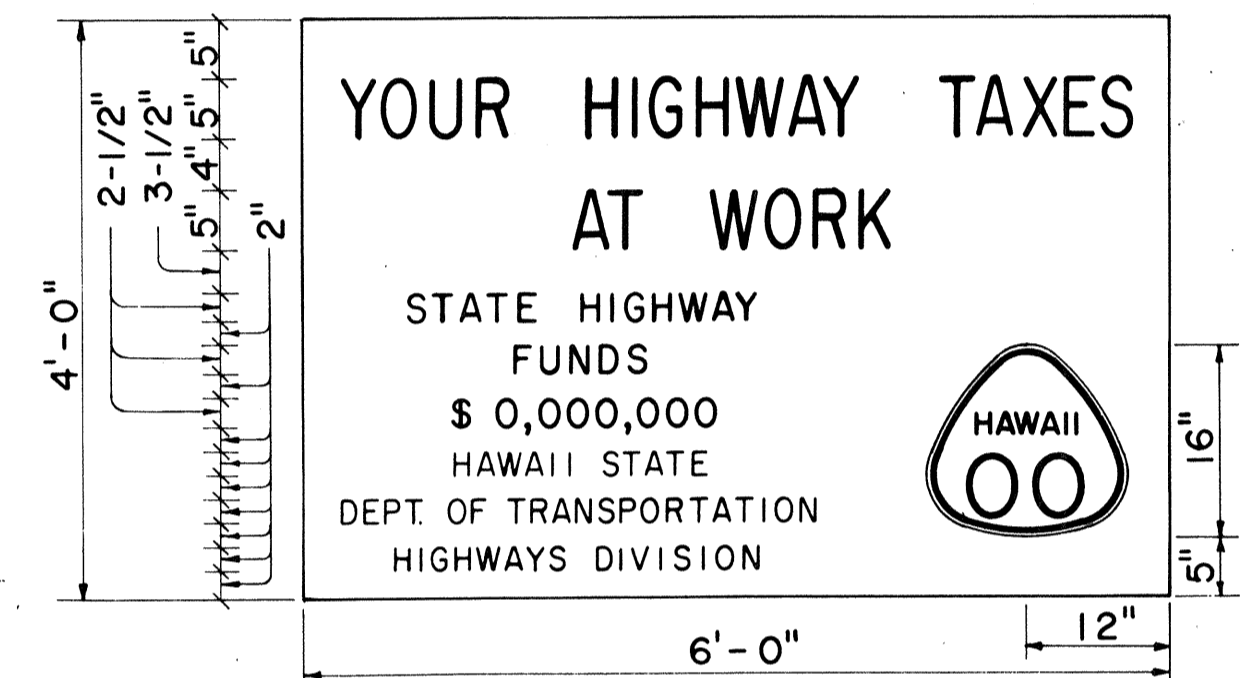 YOUR HIGHWAY TAXES
AT WORK
STATE HIGHWAY
FUNDS
$ 0,000,000
HAWAII STATE
DEPT. OF TRANSPORTATION
HIGHWAYS DIVISION
HAWAII
00
4'-0"
2-1/2"
3-1/2"
5"
5"
4"
5"
2"
16"
5"
12"
6'-0"